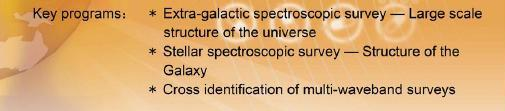 Key programs: * Extra-galactic spectroscopic survey — Large scale
structure of the universe
* Stellar spectroscopic survey — Structure of the
Galaxy
* Cross identification of multi-waveband surveys